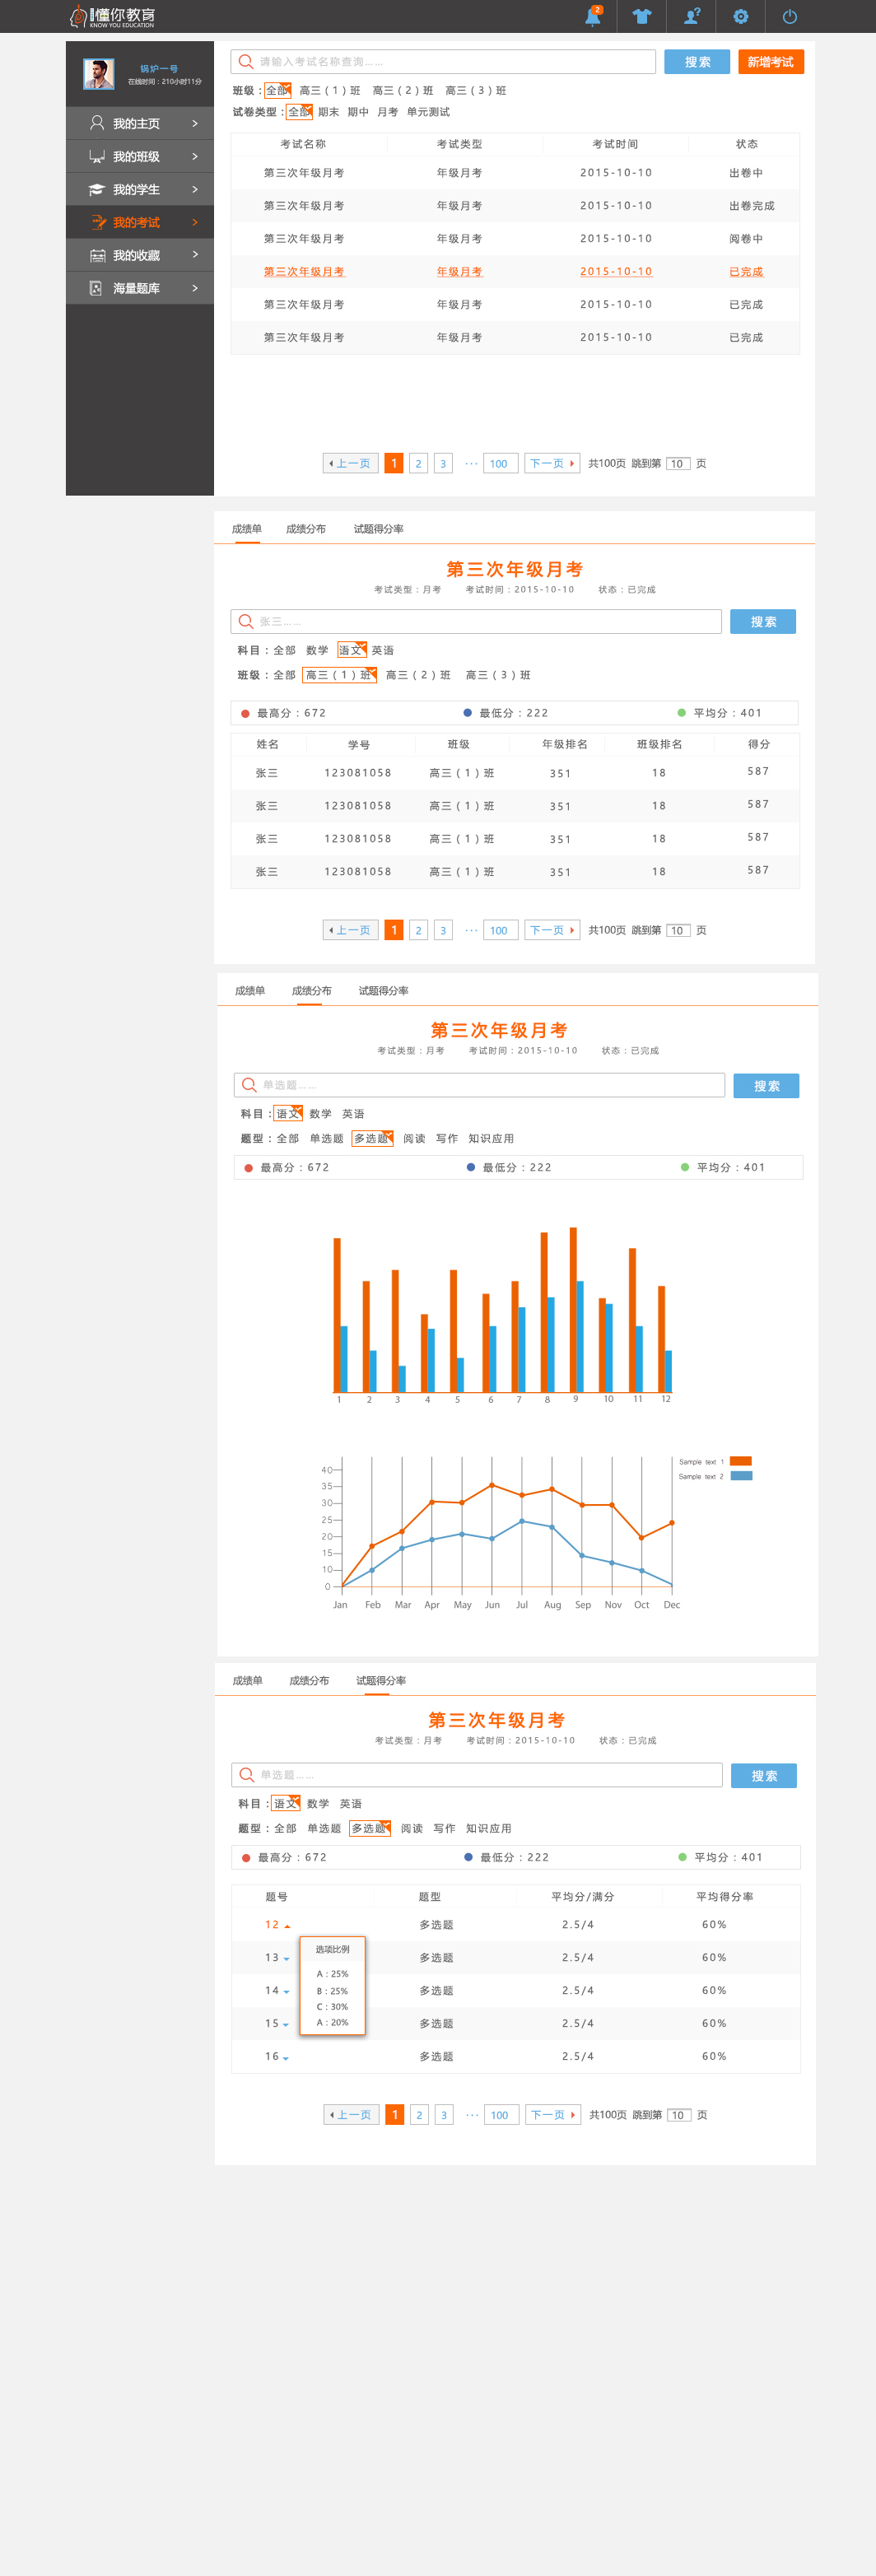 懂你教育
KNOW YOU EDUCATION
2
锅炉一号
在线时间：210小时11分
我的主页
我的班级
我的学生
我的考试
我的收藏
海量题库
请输入考试名称查询…… 搜索 新增考试
班级：全部 高三（1）班 高三（2）班 高三（3）班
试卷类型：全部 期末 期中 月考 单元测试
考试名称 考试类型 考试时间 状态
第三次年级月考 年级月考 2015-10-10 出卷中
第三次年级月考 年级月考 2015-10-10 出卷完成
第三次年级月考 年级月考 2015-10-10 阅卷中
第三次年级月考 年级月考 2015-10-10 已完成
第三次年级月考 年级月考 2015-10-10 已完成
第三次年级月考 年级月考 2015-10-10 已完成
上一页 1 2 3 ··· 100 下一页 共100页 跳到第 10 页
成绩单 成绩分布 试题得分率
第三次年级月考
考试类型：月考 考试时间：2015-10-10 状态：已完成
张三…… 搜索
科目：全部 数学 语文 英语
班级：全部 高三（1）班 高三（2）班 高三（3）班
最高分：672 最低分：222 平均分：401
姓名 学号 班级 年级排名 班级排名 得分
张三 123081058 高三（1）班 351 18 587
张三 123081058 高三（1）班 351 18 587
张三 123081058 高三（1）班 351 18 587
张三 123081058 高三（1）班 351 18 587
上一页 1 2 3 ··· 100 下一页 共100页 跳到第 10 页
成绩单 成绩分布 试题得分率
第三次年级月考
考试类型：月考 考试时间：2015-10-10 状态：已完成
单选题…… 搜索
科目：语文 数学 英语
题型：全部 单选题 多选题 阅读 写作 知识应用
最高分：672 最低分：222 平均分：401
1 2 3 4 5 6 7 8 9 10 11 12
Sample text 1
Sample text 2
40
35
30
25
20
15
10
0
Jan Feb Mar Apr May Jun Jul Aug Sep Nov Oct Dec
成绩单 成绩分布 试题得分率
第三次年级月考
考试类型：月考 考试时间：2015-10-10 状态：已完成
单选题…… 搜索
科目：语文 数学 英语
题型：全部 单选题 多选题 阅读 写作 知识应用
最高分：672 最低分：222 平均分：401
题号 题型 平均分/满分 平均得分率
12 多选题 2.5/4 60%
13 多选题 2.5/4 60%
14 多选题 2.5/4 60%
15 多选题 2.5/4 60%
16 多选题 2.5/4 60%
选项比例
A：25%
B：25%
C：30%
A：20%
上一页 1 2 3 ··· 100 下一页 共100页 跳到第 10 页